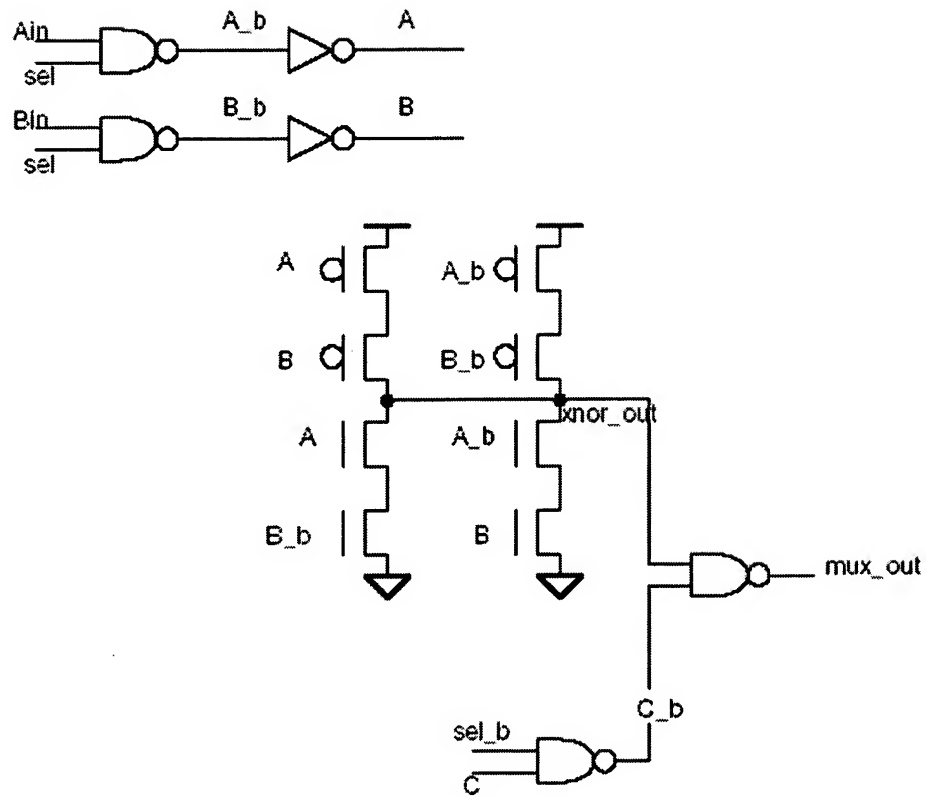 Ain
A_b
A
sel
Bin
B_b
B
sel
A
A_b
B
B_b
xnor_out
A
A_b
B_b
B
mux_out
C_b
sel_b
C